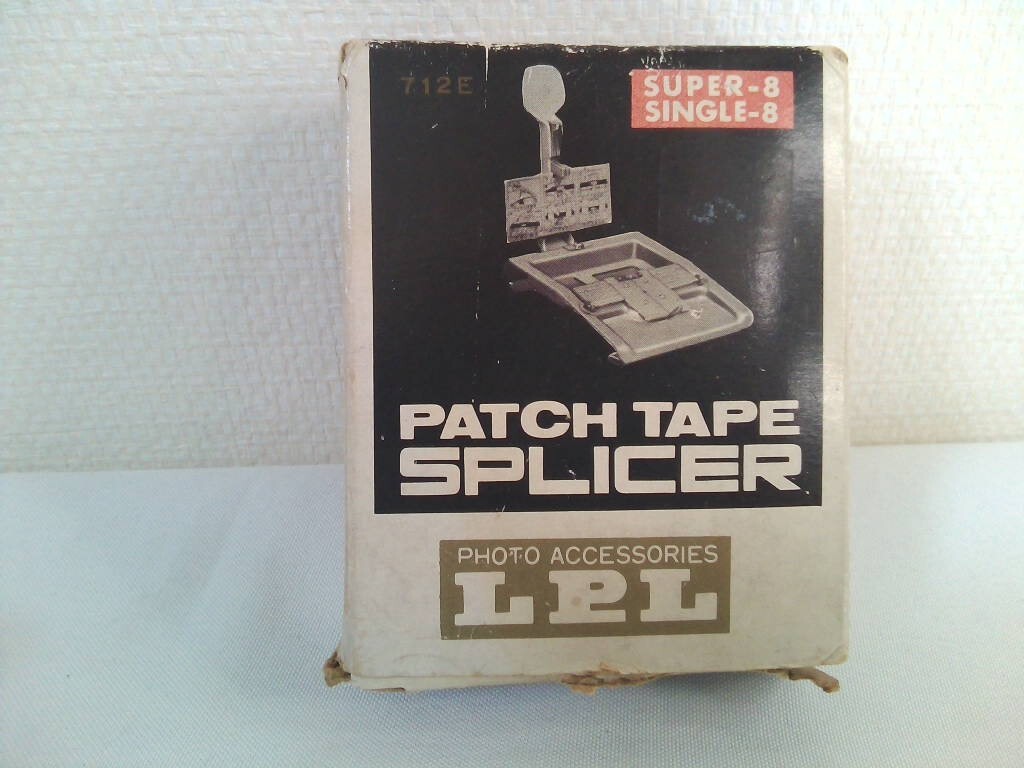 712E
SUPER-8
SINGLE-8
PATCH TAPE
SPLICER
PHOTO ACCESSORIES
LPL